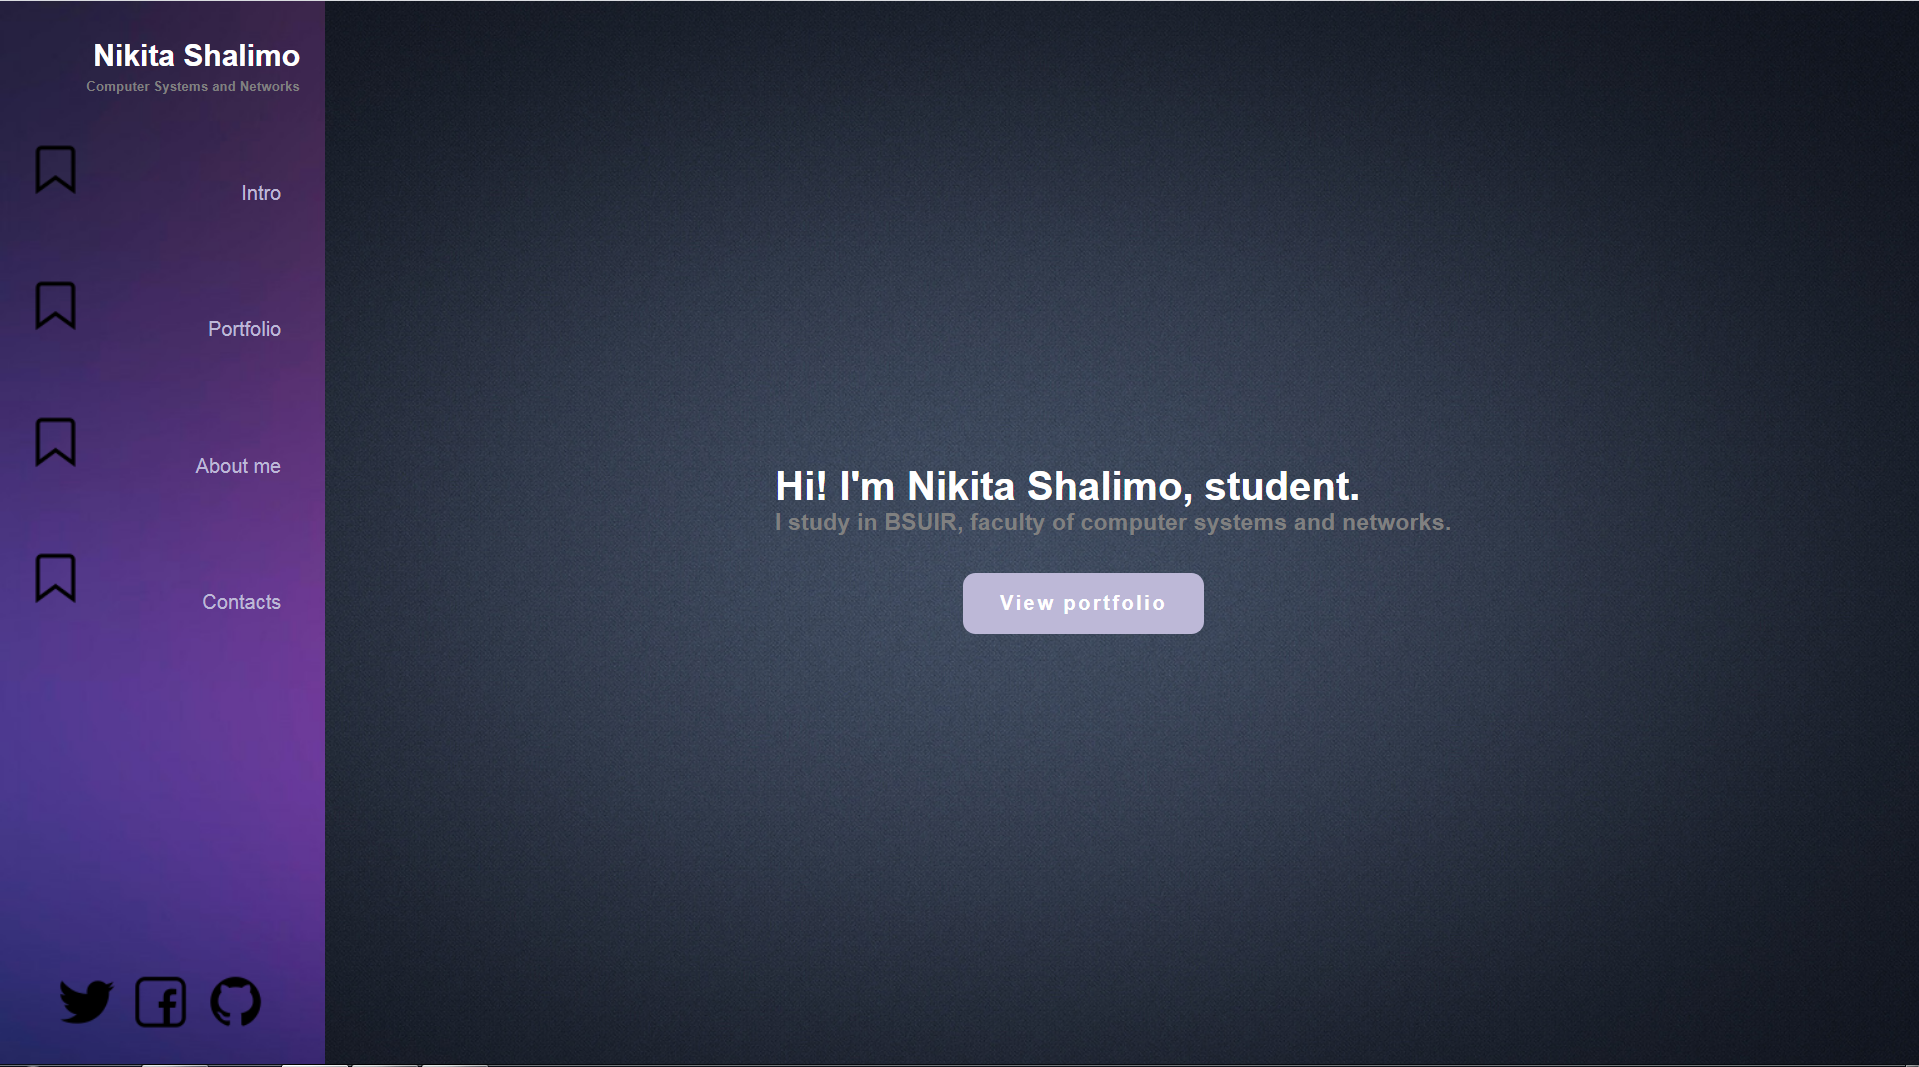 Nikita Shalimo
Computer Systems and Networks
Intro
Portfolio
About me
Contacts
Hi! I'm Nikita Shalimo, student.
I study in BSUIR, faculty of computer systems and networks.
View portfolio